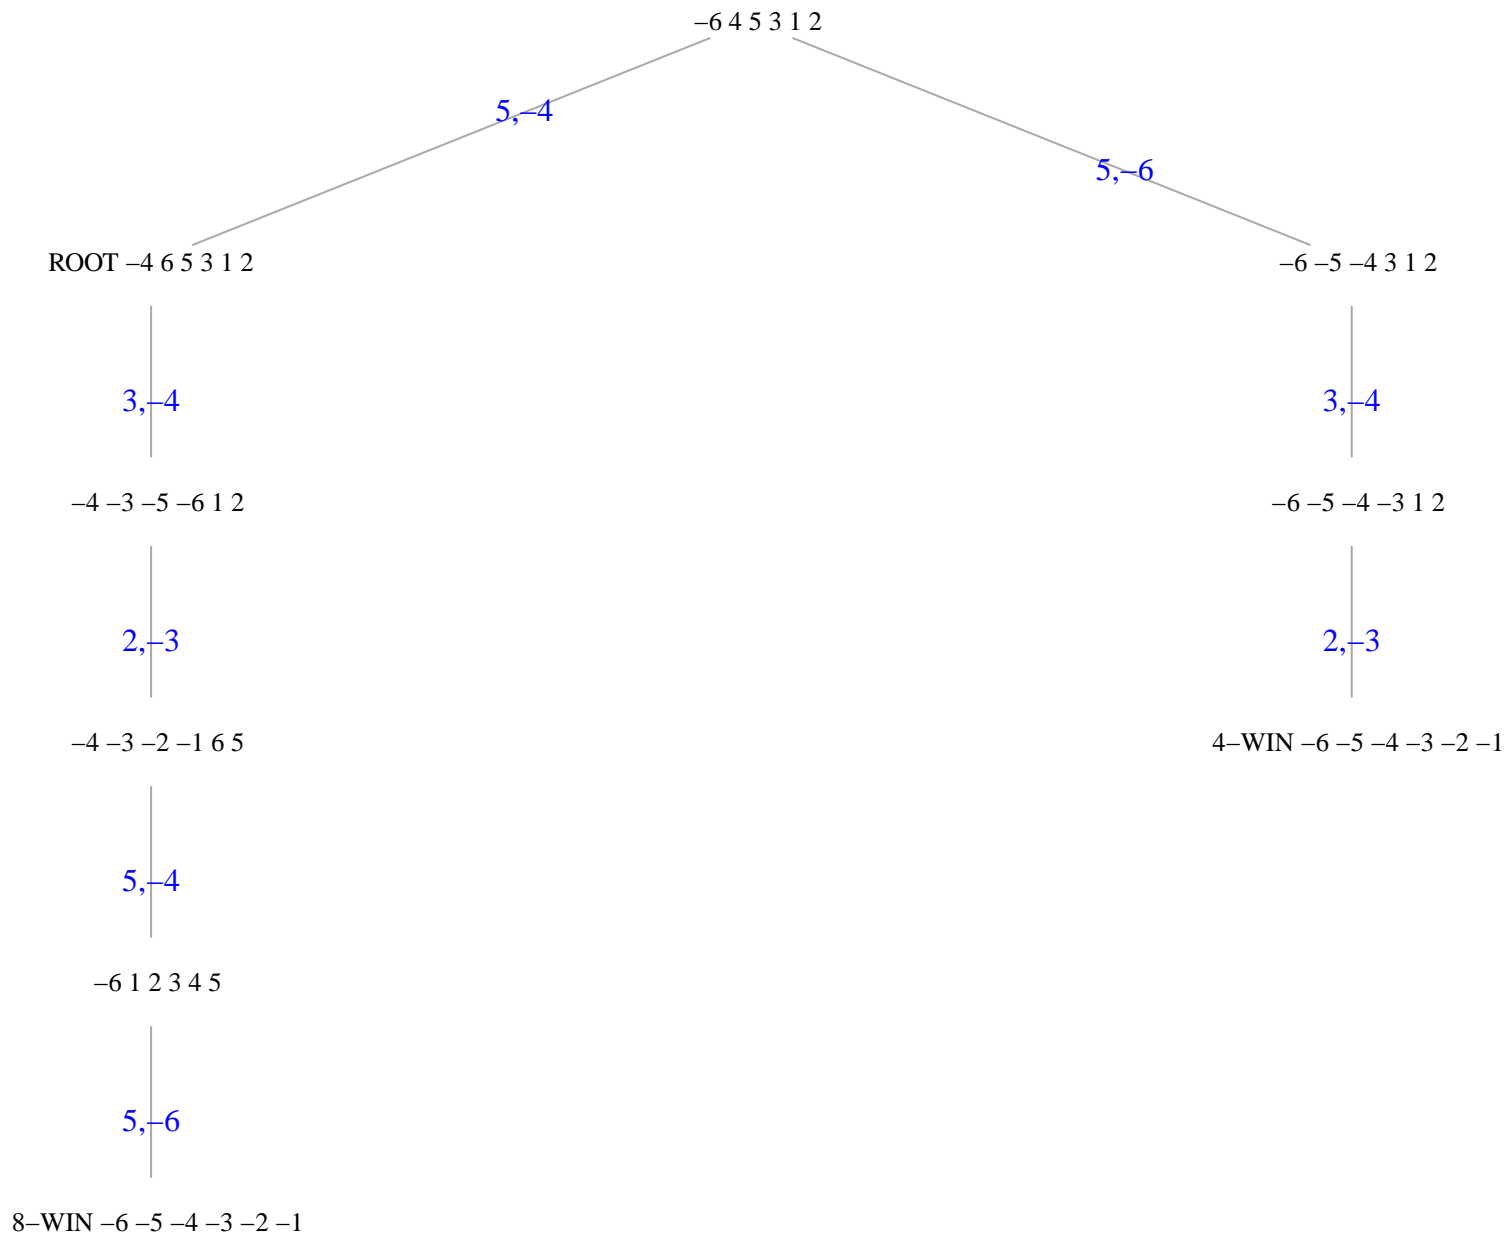 –6 4 5 3 1 2
5,–4
5,–6
ROOT –4 6 5 3 1 2
–6 –5 –4 3 1 2
3,–4
3,–4
–4 –3 –5 –6 1 2
–6 –5 –4 –3 1 2
2,–3
2,–3
–4 –3 –2 –1 6 5
4–WIN –6 –5 –4 –3 –2 –1
5,–4
–6 1 2 3 4 5
5,–6
8–WIN –6 –5 –4 –3 –2 –1